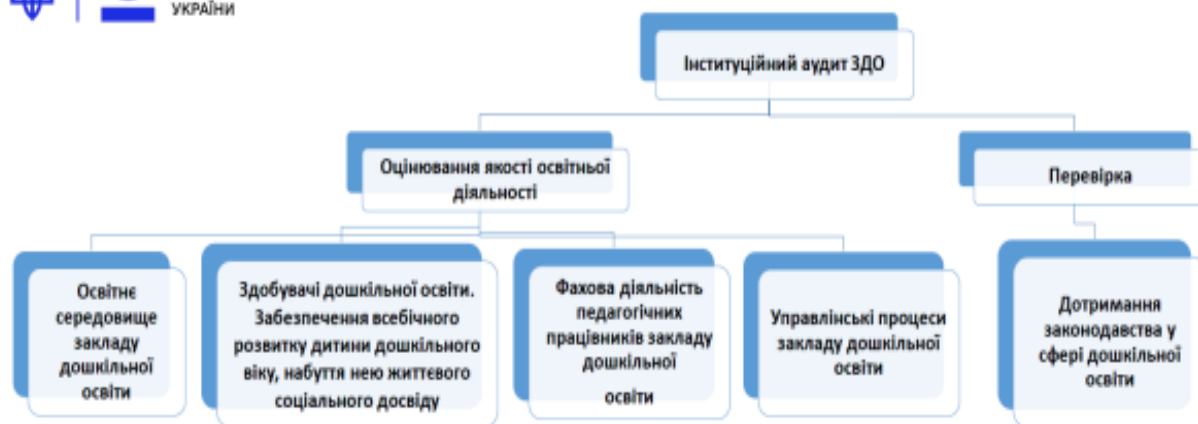 УКРАЇНИ
Інституційний аудит ЗДО
Оцінювання якості освітньої
діяльності
Перевірка
Освітнє
середовище
закладу
дошкільної
освіти
Здобувачі дошкільної освіти.
Забезпечення всебічного
розвитку дитини дошкільного
віку, набуття нею життєвого
соціального досвіду
Фахова діяльність
педагогічних
працівників закладу
дошкільної
освіти
Управлінські процеси
закладу дошкільної
освіти
Дотримання
законодавства у
сфері дошкільної
освіти